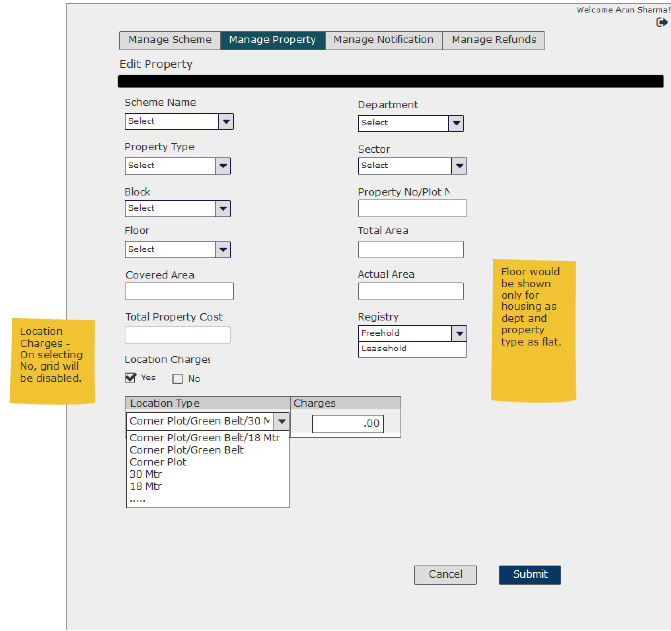 Welcome Arun Sharma!
Manage Scheme Manage Property Manage Notification Manage Refunds
Edit Property
Scheme Name Department
Select Select
Property Type Sector
Select Select
Block Property No/Plot N
Select
Floor Total Area
Select
Covered Area Actual Area
Total Property Cost Registry
Freehold
Leasehold
Location Charges
Yes No
Location Type Charges
Corner Plot/Green Belt/30 M .00
Corner Plot/Green Belt/18 Mtr
Corner Plot/Green Belt
Corner Plot
30 Mtr
18 Mtr
.....
Location
Charges -
On selecting
No, grid will
be disabled.
Floor would
be shown
only for
housing as
dept and
property
type as flat.
Cancel Submit